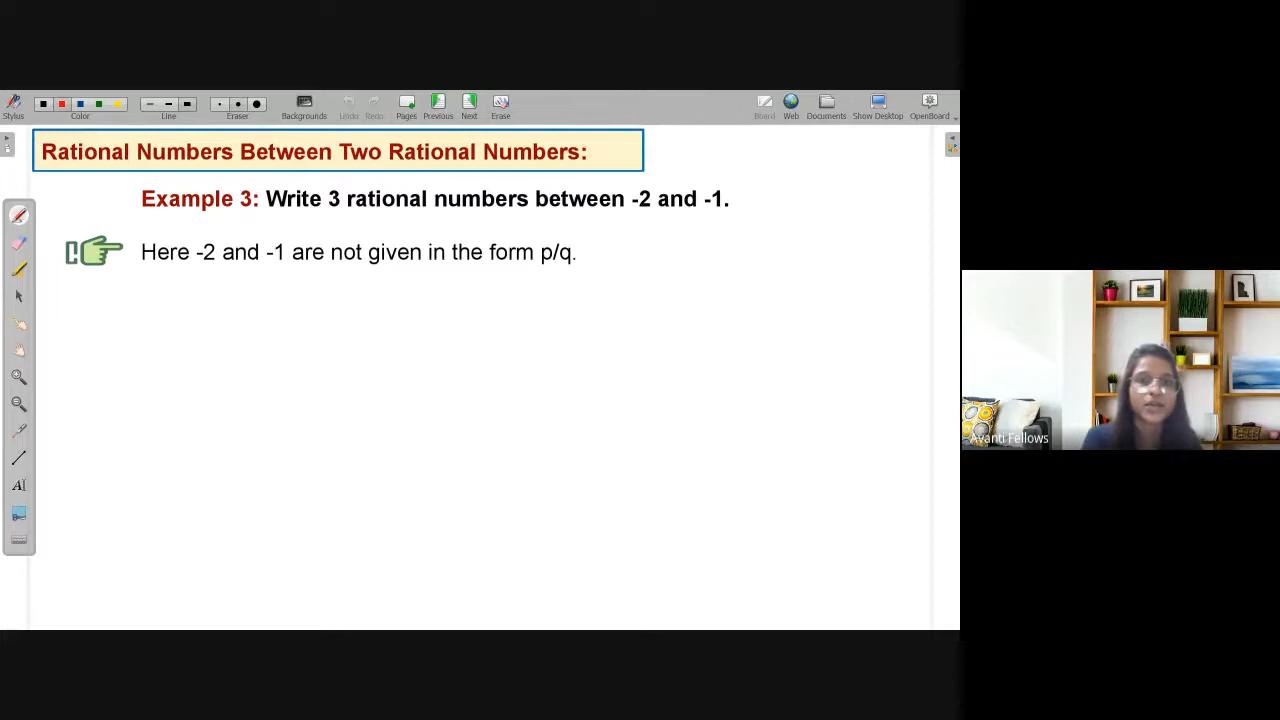 Stylus
Color
Line
Eraser
Backgrounds
Undo
Redo
Pages
Previous
Next
Erase
Board
Web
Documents
Show Desktop
OpenBoard
Rational Numbers Between Two Rational Numbers:
Example 3: Write 3 rational numbers between -2 and -1.
Here -2 and -1 are not given in the form p/q.
Avanti Fellows